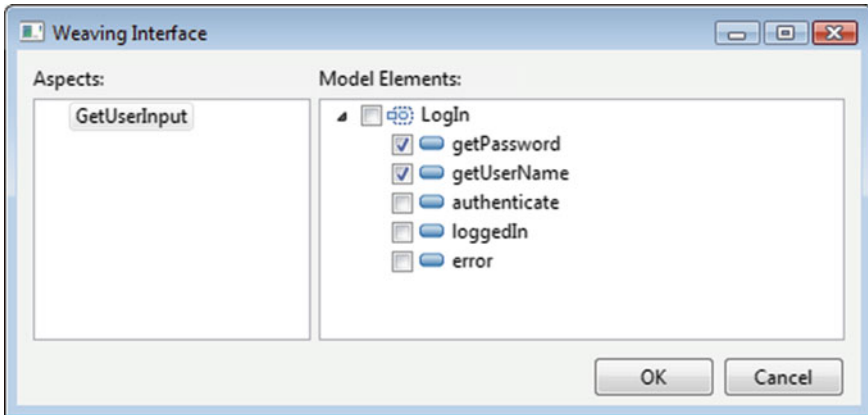 Weaving Interface
Aspects:
Model Elements:
GetUserInput
LogIn
getPassword
getUserName
authenticate
loggedIn
error
OK
Cancel